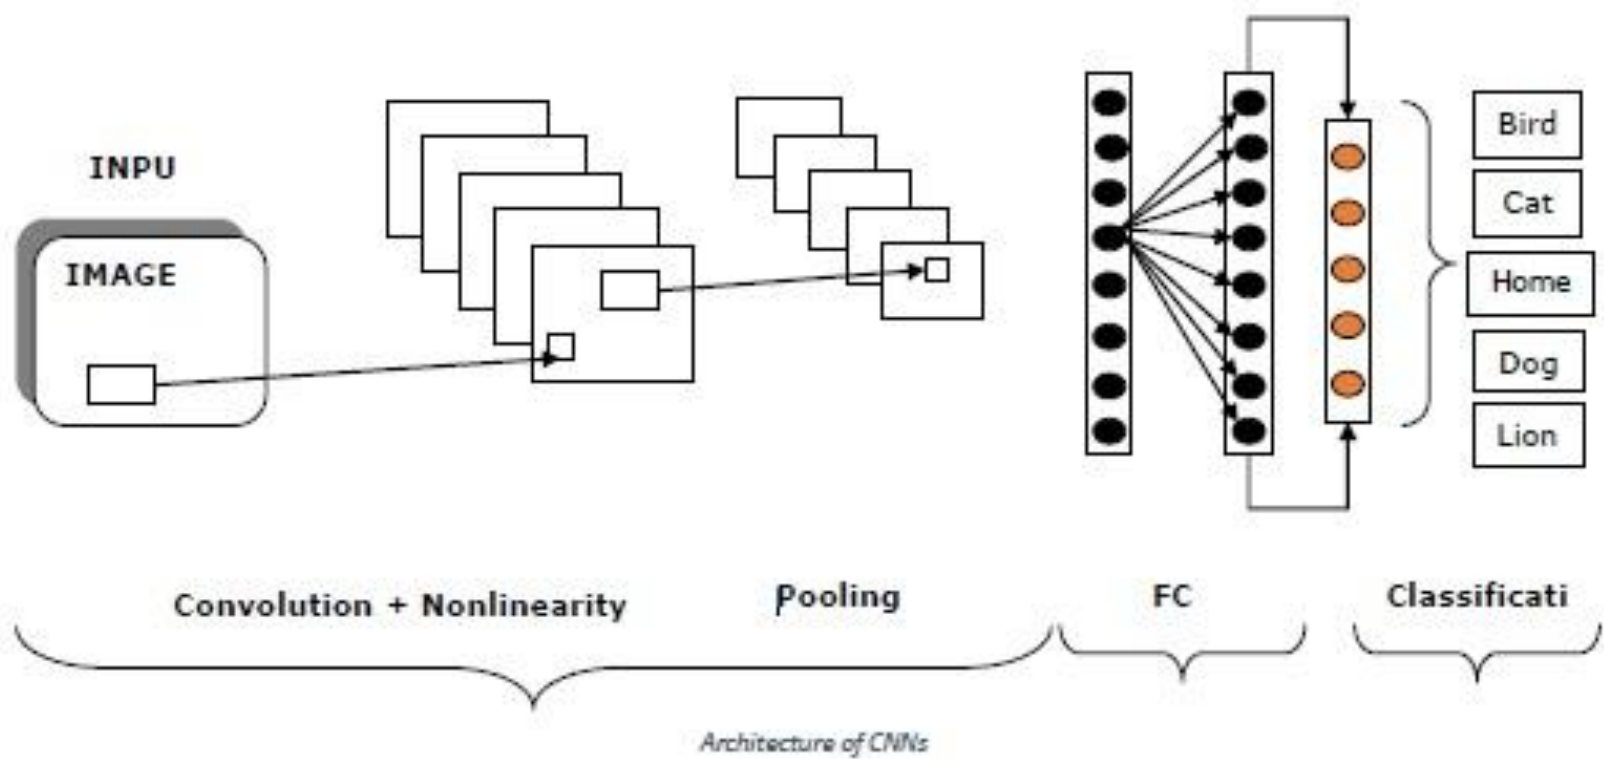 INPU
IMAGE
Bird
Cat
Home
Dog
Lion
Convolution + Nonlinearity
Pooling
FC
Classificati
Architecture of CNNs